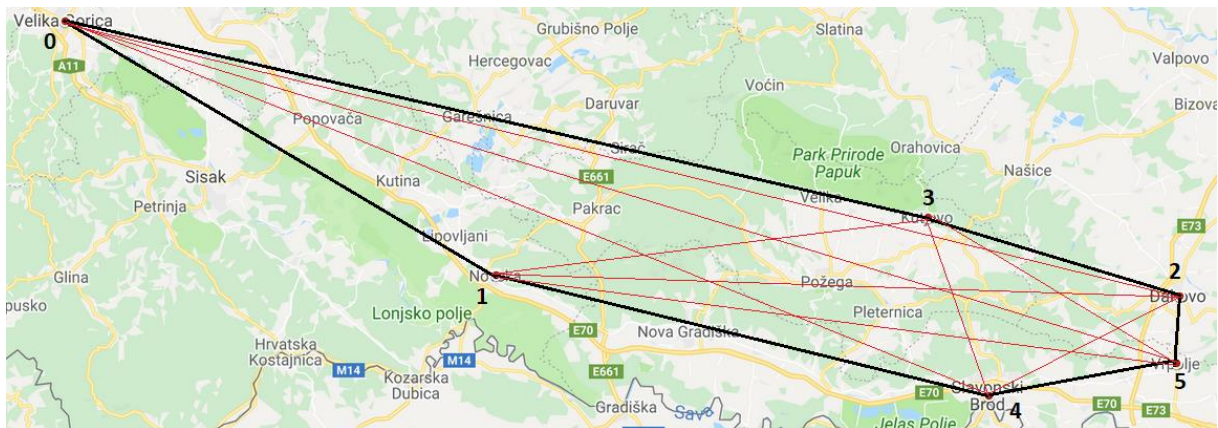 Velika Gorica
0
A11
Grubišno Polje
Slatina
Valpovo
Hercegovac
Voćin
Bizova
Daruvar
Popovača
Garešnica
Sirač
Orahovica
Park Prirode
Papuk
Našice
Sisak
Kutina
E661
Velika
3
Kutjevo
Petrinja
Pakrac
E73
Lipovljani
2
Glina
Novska
1
Požega
Đakovo
pusko
Lonjsko polje
Pleternica
E70
Nova Gradiška
Hrvatska
Kostajnica
M14
M14
Vrpolje
5
Kozarska
Dubica
E661
Slavonski
Brod
4
E70
E70
E73
Gradiška
Savo
Jelas Polje